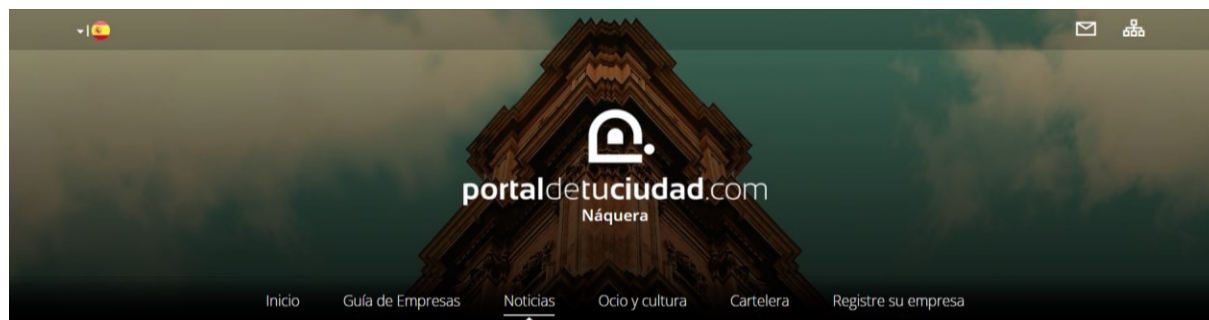 portaldetuciudad.com
Náquera
Inicio Guía de Empresas Noticias Ocio y cultura Cartelera Registre su empresa